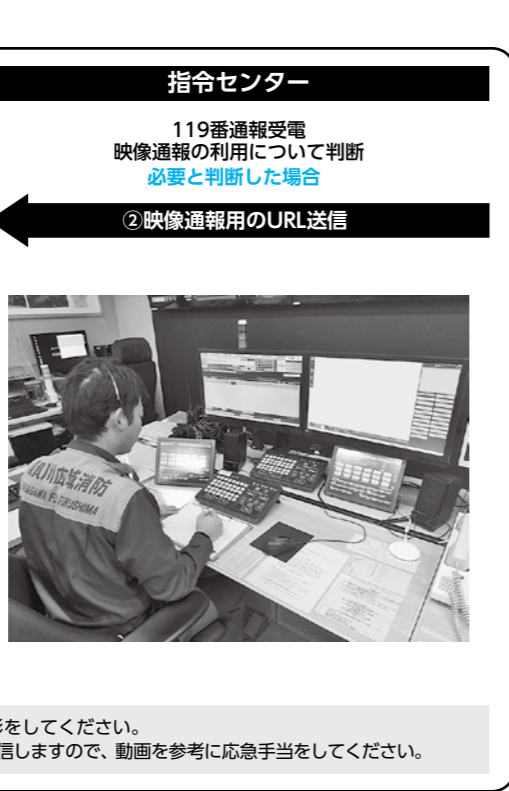 指令センター
119番通報受電
映像通報の利用について判断
必要と判断した場合
②映像通報用のURL送信
川広域消防
FUKUSHIMA
をしてください。
信しますので、動画を参考に応急手当をしてください。